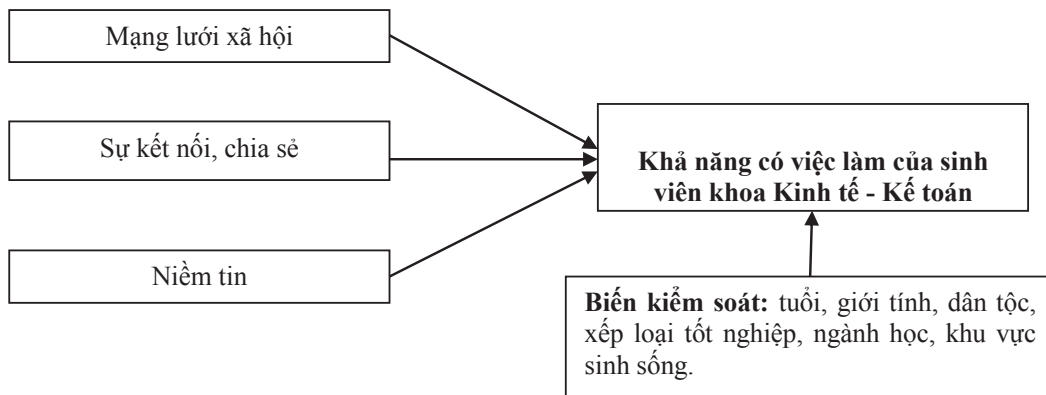 Mạng lưới xã hội
Sự kết nối, chia sẻ
Niềm tin
Khả năng có việc làm của sinh
viên khoa Kinh tế - Kế toán
Biến kiểm soát: tuổi, giới tính, dân tộc,
xếp loại tốt nghiệp, ngành học, khu vực
sinh sống.